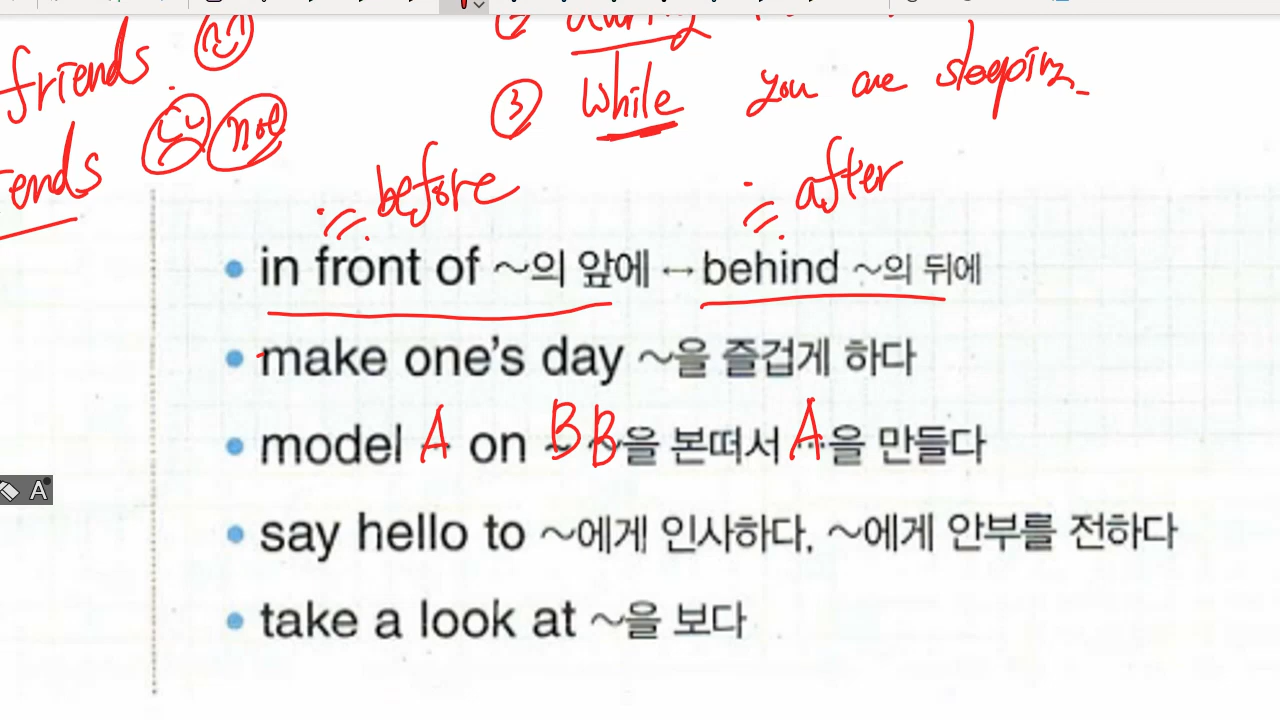 ② during
friends
③ while you are sleeping
not
ends
before after
• in front of ~의 앞에 ↔ behind ~의 뒤에
• make one's day ~을 즐겁게 하다
• model A on B B~을 본떠서 A~을 만들다
• say hello to ~에게 인사하다, ~에게 안부를 전하다
• take a look at ~을 보다
A